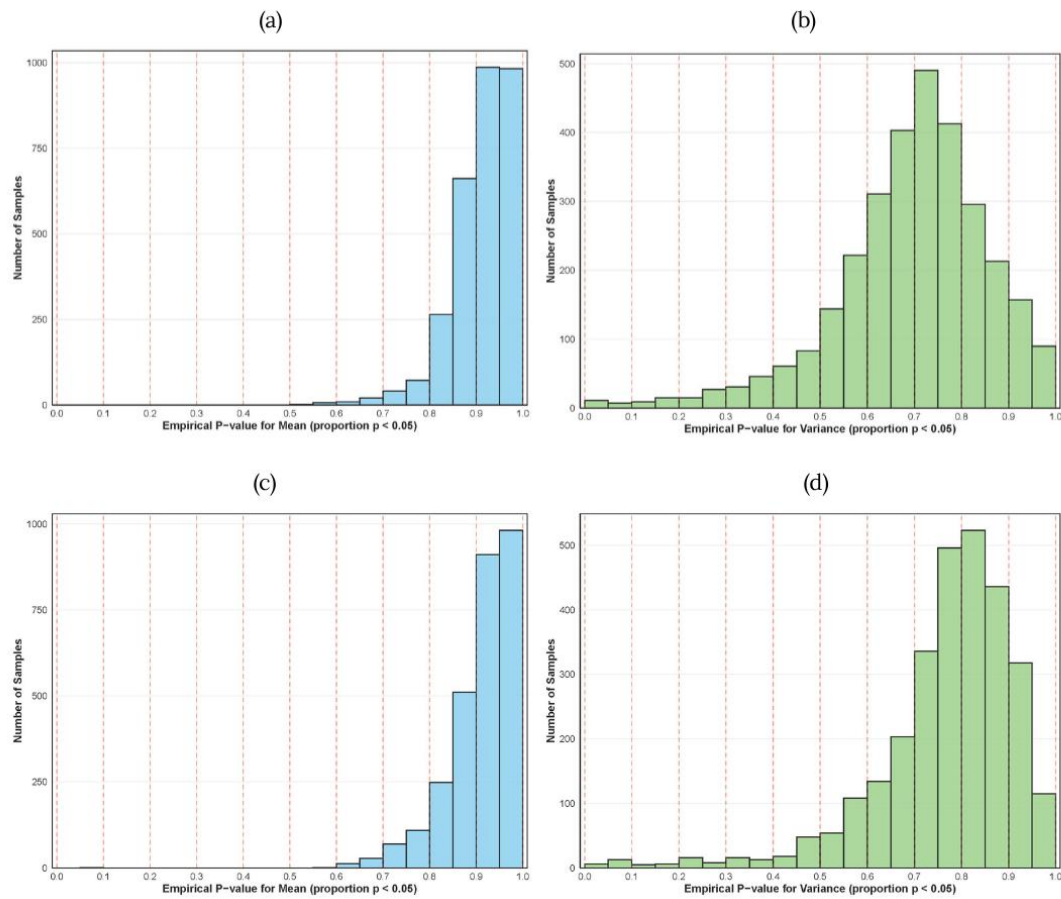 (a)
1000
750
500
250
0
Number of Samples
0.0 0.1 0.2 0.3 0.4 0.5 0.6 0.7 0.8 0.9 1.0
Empirical P-value for Mean (proportion p < 0.05)
(b)
500
400
300
200
100
0
Number of Samples
0.0 0.1 0.2 0.3 0.4 0.5 0.6 0.7 0.8 0.9 1.0
Empirical P-value for Variance (proportion p < 0.05)
(c)
1000
750
500
250
0
Number of Samples
0.0 0.1 0.2 0.3 0.4 0.5 0.6 0.7 0.8 0.9 1.0
Empirical P-value for Mean (proportion p < 0.05)
(d)
500
400
300
200
100
0
Number of Samples
0.0 0.1 0.2 0.3 0.4 0.5 0.6 0.7 0.8 0.9 1.0
Empirical P-value for Variance (proportion p < 0.05)